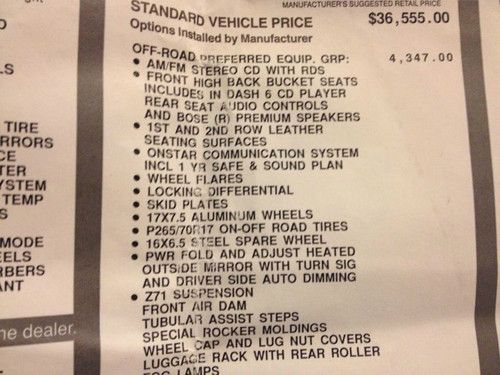 MANUFACTURER'S SUGGESTED RETAIL PRICE
STANDARD VEHICLE PRICE $36,555.00
Options Installed by Manufacturer
OFF-ROAD PREFERRED EQUIP. GRP: 4,347.00
• AM/FM STEREO CD WITH RDS
• FRONT HIGH BACK BUCKET SEATS
INCLUDES IN DASH 6 CD PLAYER
REAR SEAT AUDIO CONTROLS
AND BOSE (R) PREMIUM SPEAKERS
• 1ST AND 2ND ROW LEATHER
SEATING SURFACES
• ONSTAR COMMUNICATION SYSTEM
INCL 1 YR SAFE & SOUND PLAN
• WHEEL FLARES
• LOCKING DIFFERENTIAL
• SKID PLATES
• 17X7.5 ALUMINUM WHEELS
• P265/70R17 ON-OFF ROAD TIRES
• 16X6.5 STEEL SPARE WHEEL
• PWR FOLD AND ADJUST HEATED
OUTSIDE MIRROR WITH TURN SIG
AND DRIVER SIDE AUTO DIMMING
• Z71 SUSPENSION
FRONT AIR DAM
TUBULAR ASSIST STEPS
SPECIAL ROCKER MOLDINGS
WHEEL CAP AND LUG NUT COVERS
LUGGAGE RACK WITH REAR ROLLER
FOG LAMPS
LS
TIRE
RRORS
CE
TER
YSTEM
TEMP
S
MODE
EELS
RBERS
ANT
he dealer.